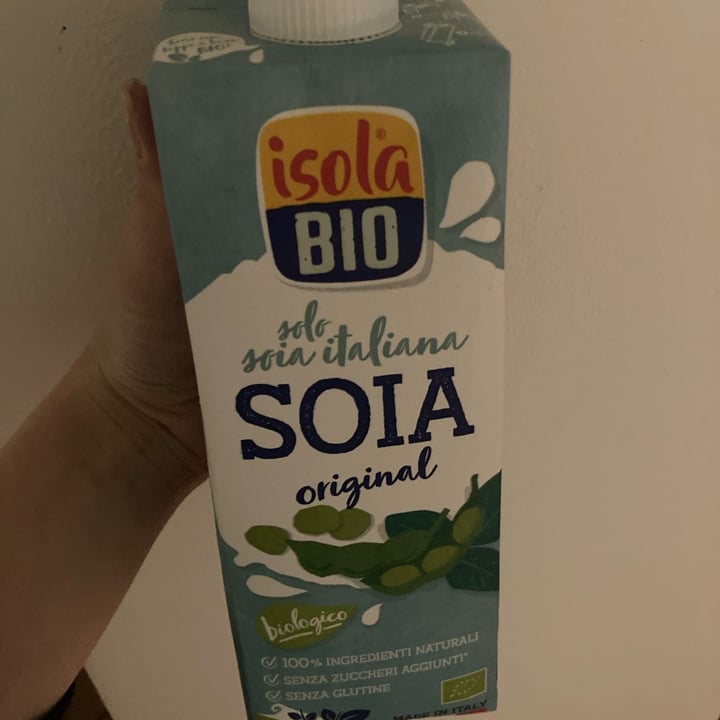 isola®
BIO
solo
soia italiana
SOIA
original
biologico
100% INGREDIENTI NATURALI
SENZA ZUCCHERI AGGIUNTI*
SENZA GLUTINE
MADE IN ITALY